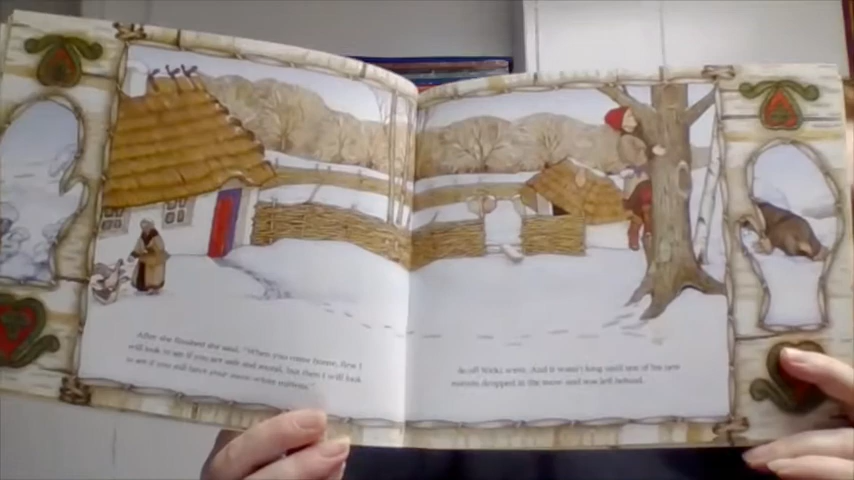 After she finished she said, "When you come home, first I
will look to see if you are safe and sound, but then I will look
to see if you still have your snow-white mittens."
So off Nicki went. And it wasn't long until one of his new
mittens dropped in the snow and was left behind.